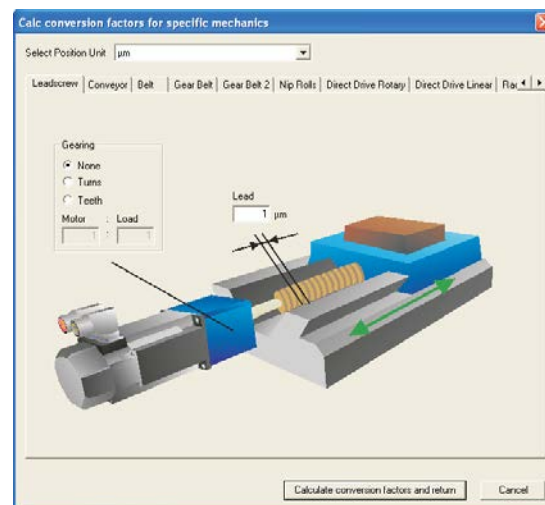 Calc conversion factors for specific mechanics
Select Position Unit µm
Leadscrew Conveyor Belt Gear Belt Gear Belt 2 Nip Rolls Direct Drive Rotary Direct Drive Linear
Gearing
None
Turns
Teeth
Motor : Load
1 : 1
Lead
1 µm
Calculate conversion factors and return Cancel